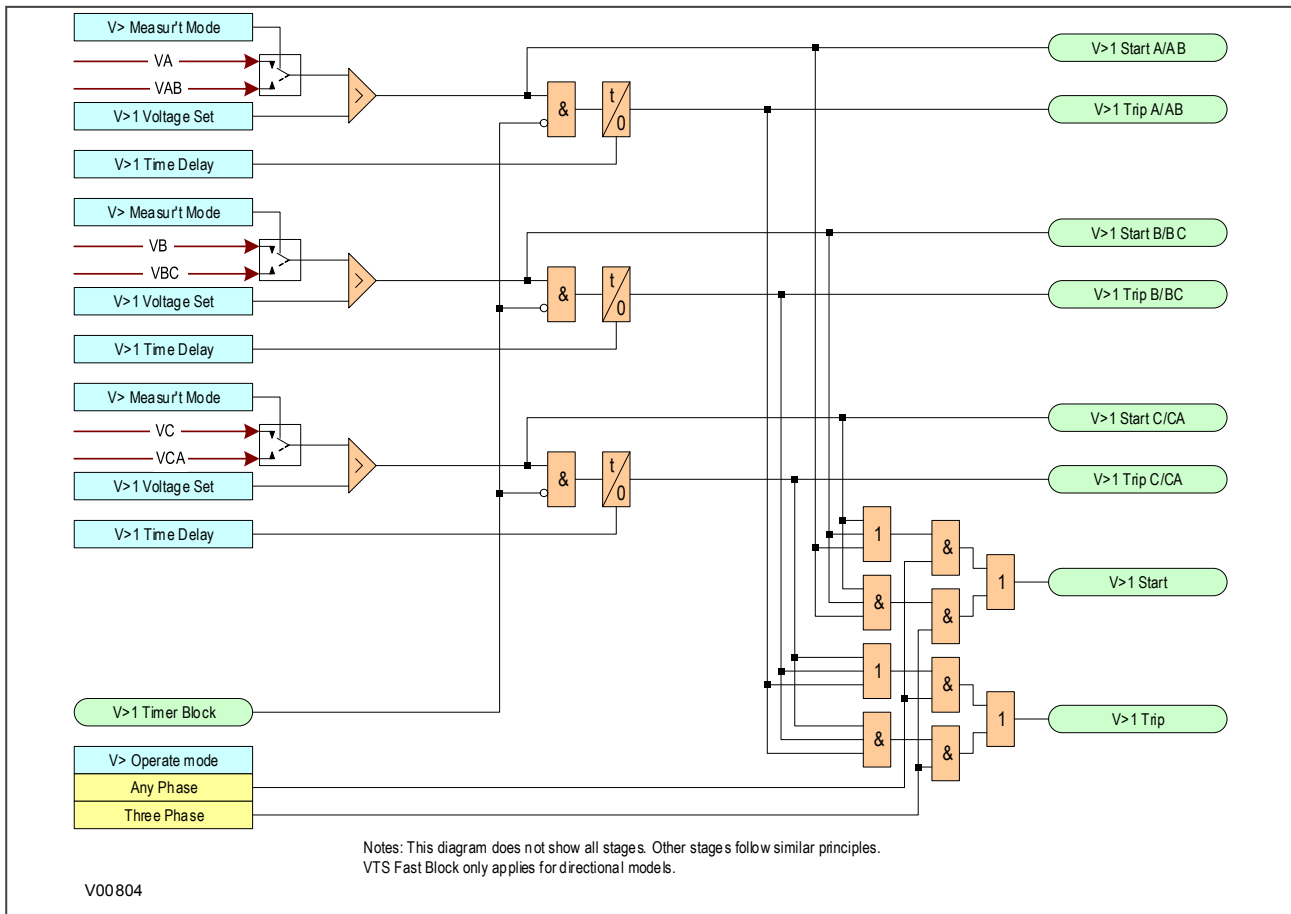 V> Measur't Mode
VA
VAB
V>1 Voltage Set
V>1 Time Delay
>
&
t
0
V>1 Start A/AB
V>1 Trip A/AB
V> Measur't Mode
VB
VBC
V>1 Voltage Set
V>1 Time Delay
>
&
t
0
V>1 Start B/BC
V>1 Trip B/BC
V> Measur't Mode
VC
VCA
V>1 Voltage Set
V>1 Time Delay
>
&
t
0
V>1 Start C/CA
V>1 Trip C/CA
1
&
&
&
1
V>1 Start
1
&
&
&
1
V>1 Trip
V>1 Timer Block
V> Operate mode
Any Phase
Three Phase
Notes: This diagram does not show all stages. Other stages follow similar principles.
VTS Fast Block only applies for directional models.
V00804